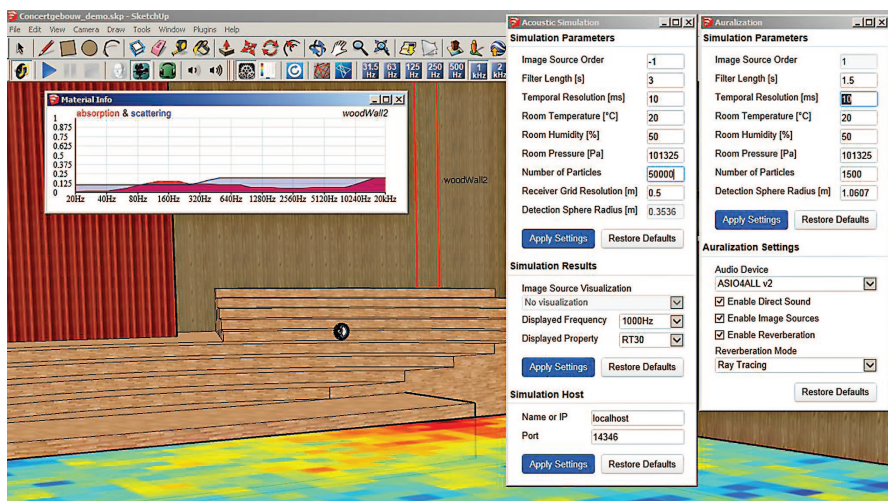 Concertgebouw_demo.skp - SketchUp
File Edit View Camera Draw Tools Window Plugins Help
31.5 Hz 63 Hz 125 Hz 250 Hz 500 Hz 1 kHz 2 kHz
Material Info
absorption & scattering woodWall2
1
0.875
0.75
0.625
0.5
0.375
0.25
0.125
0
20Hz 40Hz 80Hz 1600Hz 3200Hz 640Hz 1280Hz 2560Hz 5120Hz 10240Hz 20kHz
woodWall2
Acoustic Simulation
Simulation Parameters
Image Source Order -1
Filter Length [s] 3
Temporal Resolution [ms] 10
Room Temperature [°C] 20
Room Humidity [%] 50
Room Pressure [Pa] 101325
Number of Particles 50000
Receiver Grid Resolution [m] 0.5
Detection Sphere Radius [m] 0.3536
Apply Settings Restore Defaults
Simulation Results
Image Source Visualization
No visualization
Displayed Frequency 1000Hz
Displayed Property RT30
Apply Settings Restore Defaults
Simulation Host
Name or IP localhost
Port 14346
Apply Settings Restore Defaults
Auralization
Simulation Parameters
Image Source Order 1
Filter Length [s] 1.5
Temporal Resolution [ms] 10
Room Temperature [°C] 20
Room Humidity [%] 50
Room Pressure [Pa] 101325
Number of Particles 1500
Detection Sphere Radius [m] 1.0607
Apply Settings Restore Defaults
Auralization Settings
Audio Device
ASIO4ALL v2
Enable Direct Sound
Enable Image Sources
Enable Reverberation
Reverberation Mode
Ray Tracing
Restore Defaults